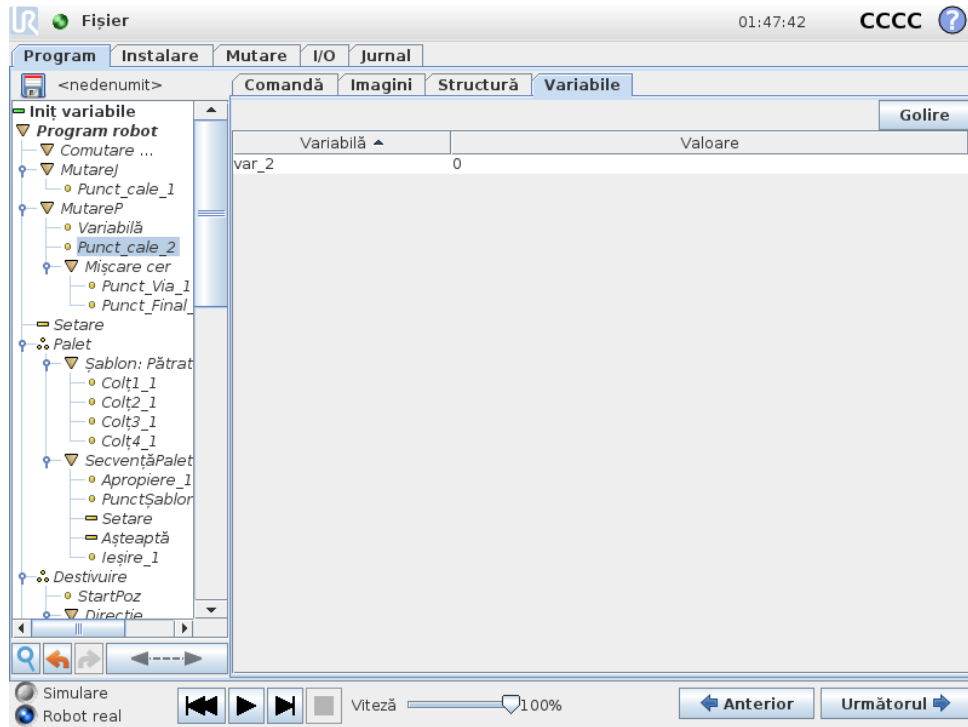 Fișier
01:47:42
CCCC
?
Program Instalare Mutare I/O Jurnal
<nedenumit>
Comandă Imagini Structură Variabile
Golire
Variabilă Valoare
var_2 0
Iniț variabile
Program robot
Comutare ...
MutareJ
Punct_cale_1
MutareP
Variabilă
Punct_cale_2
Mișcare cer
Punct_Via_1
Punct_Final_
Setare
Palet
Șablon: Pătrat
Colț1_1
Colț2_1
Colț3_1
Colț4_1
SecvențăPalet
Apropiere_1
PunctȘablon
Setare
Așteaptă
Ieșire_1
Destivuire
StartPoz
Direcție
Simulare
Robot real
Viteză 100%
Anterior Următorul